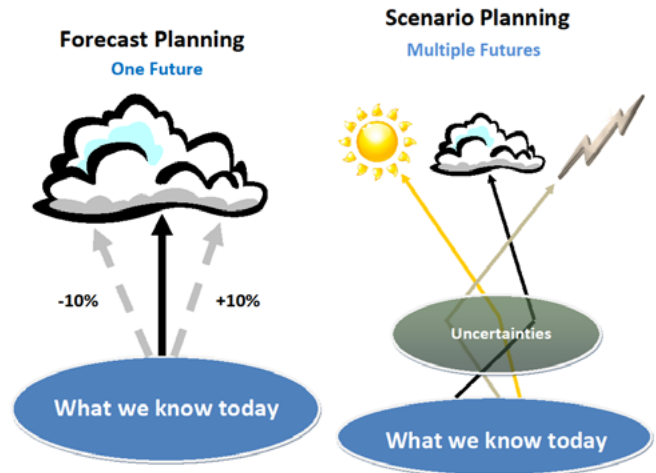 Forecast Planning
One Future
-10%
+10%
What we know today
Scenario Planning
Multiple Futures
Uncertainties
What we know today